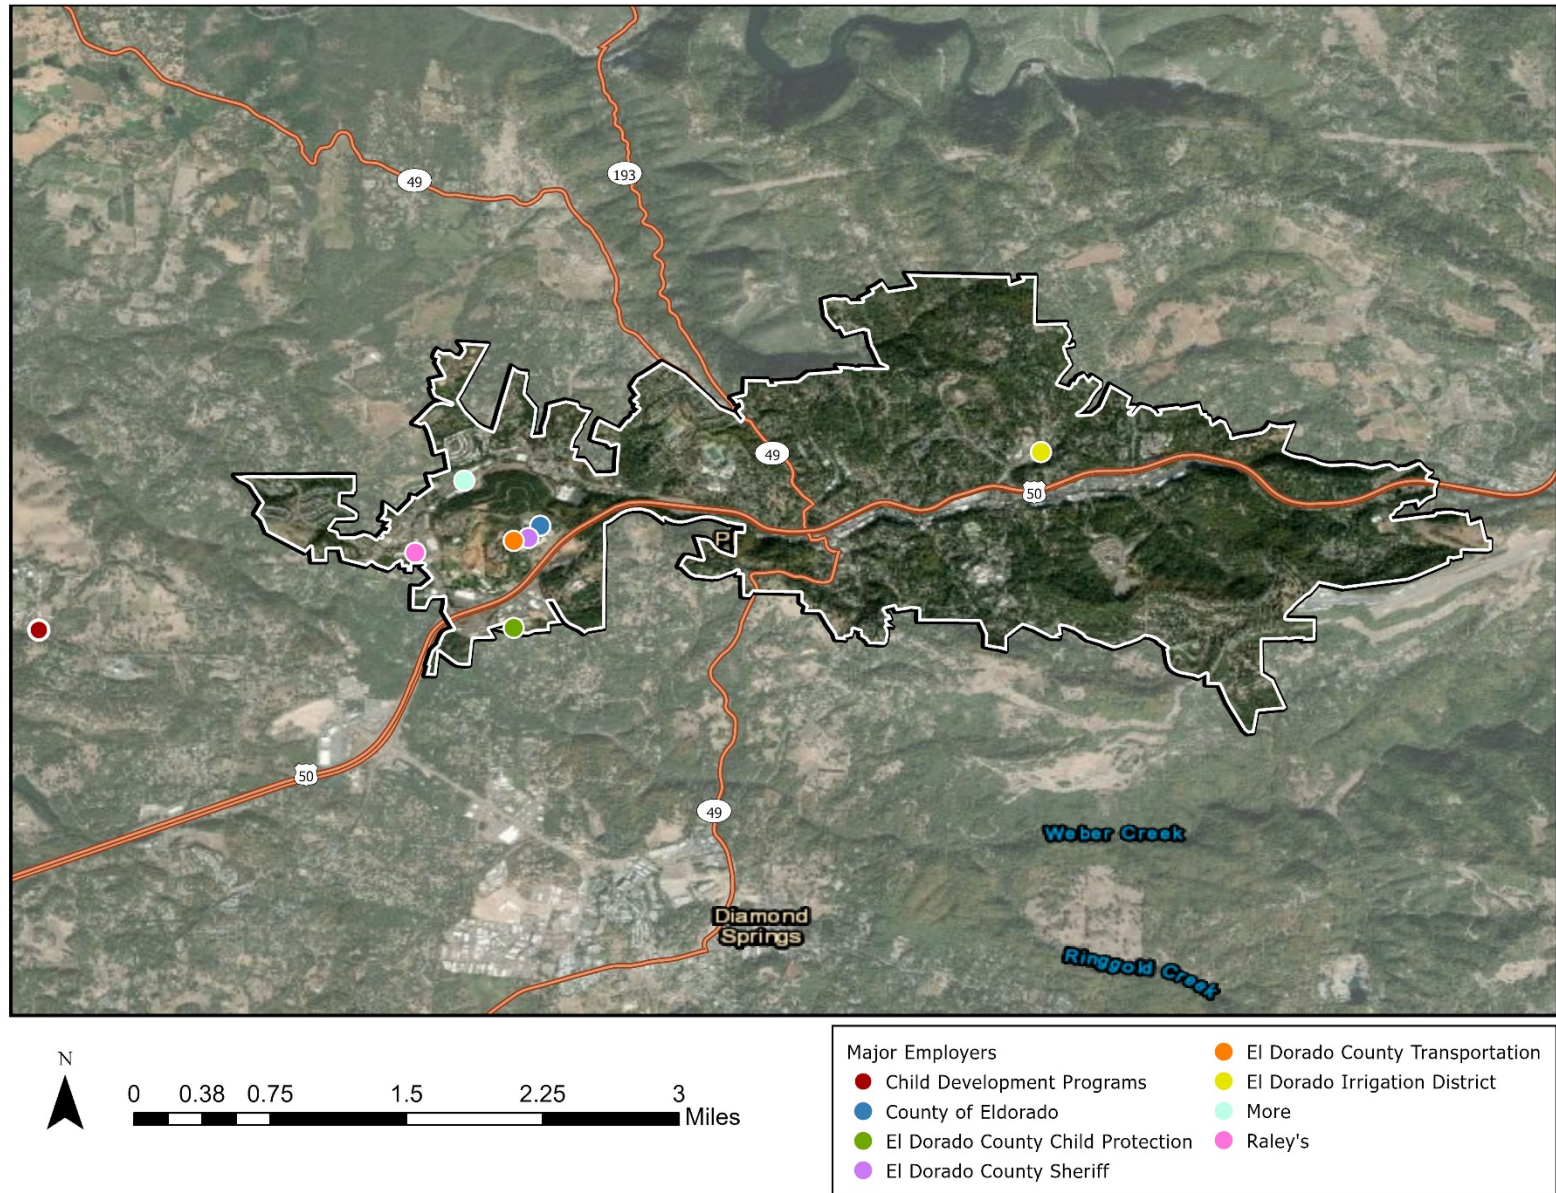 49
193
49
50
P
50
49
Weber Creek
Diamond
Springs
Ringgold Creek
N
0 0.38 0.75 1.5 2.25 3
Miles
Major Employers
Child Development Programs
County of Eldorado
El Dorado County Child Protection
El Dorado County Sheriff
El Dorado County Transportation
El Dorado Irrigation District
More
Raley's